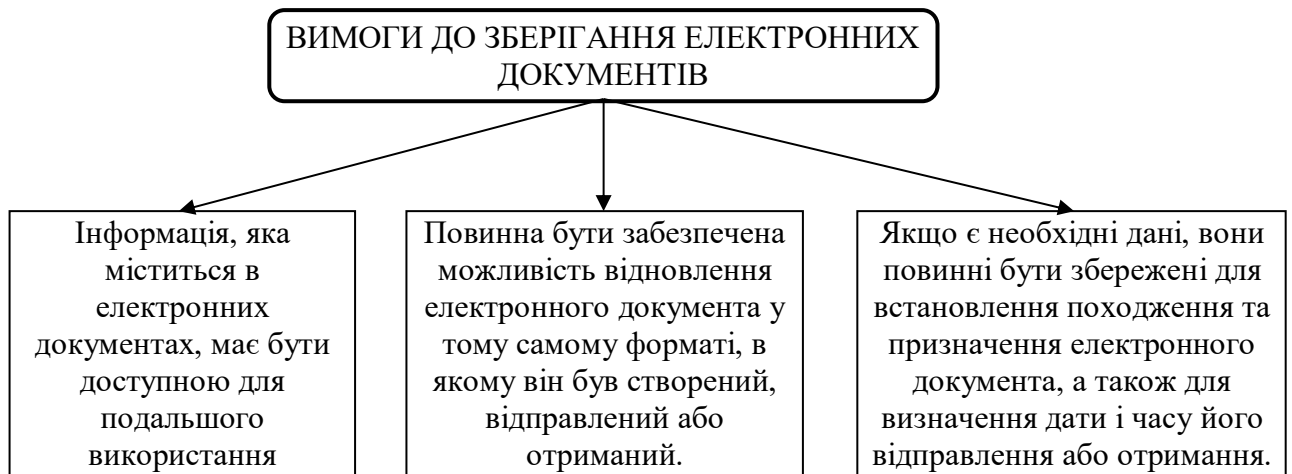 ВИМОГИ ДО ЗБЕРІГАННЯ ЕЛЕКТРОННИХ
ДОКУМЕНТІВ
Інформація, яка
міститься в
електронних
документах, має бути
доступною для
подальшого
використання
Повинна бути забезпечена
можливість відновлення
електронного документа у
тому самому форматі, в
якому він був створений,
відправлений або
отриманий.
Якщо є необхідні дані, вони
повинні бути збережені для
встановлення походження та
призначення електронного
документа, а також для
визначення дати і часу його
відправлення або отримання.